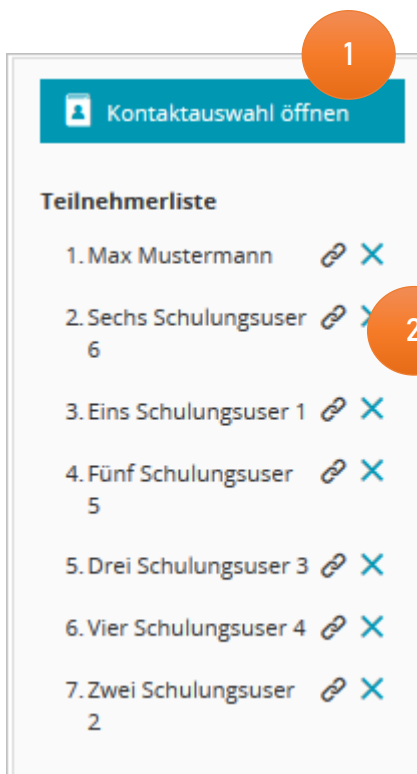 1
Kontaktauswahl öffnen
Teilnehmerliste
1. Max Mustermann
2. Sechs Schulungsuser
6
2
3. Eins Schulungsuser 1
4. Fünf Schulungsuser
5
5. Drei Schulungsuser 3
6. Vier Schulungsuser 4
7. Zwei Schulungsuser
2